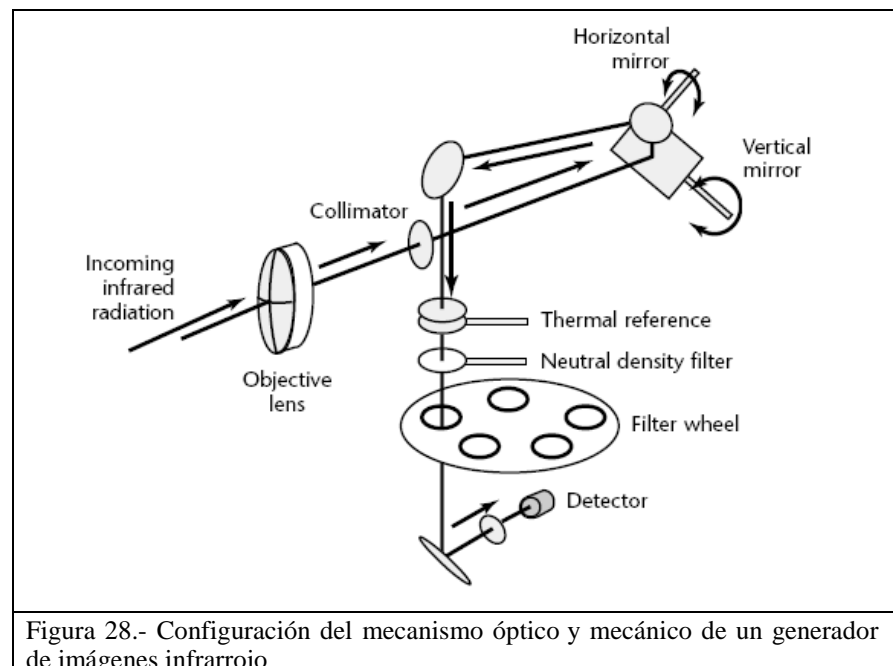 Horizontal
mirror
Vertical
mirror
Collimator
Incoming
infrared
radiation
Objective
lens
Thermal reference
Neutral density filter
Filter wheel
Detector
Figura 28.- Configuración del mecanismo óptico y mecánico de un generador
de imágenes infrarrojo